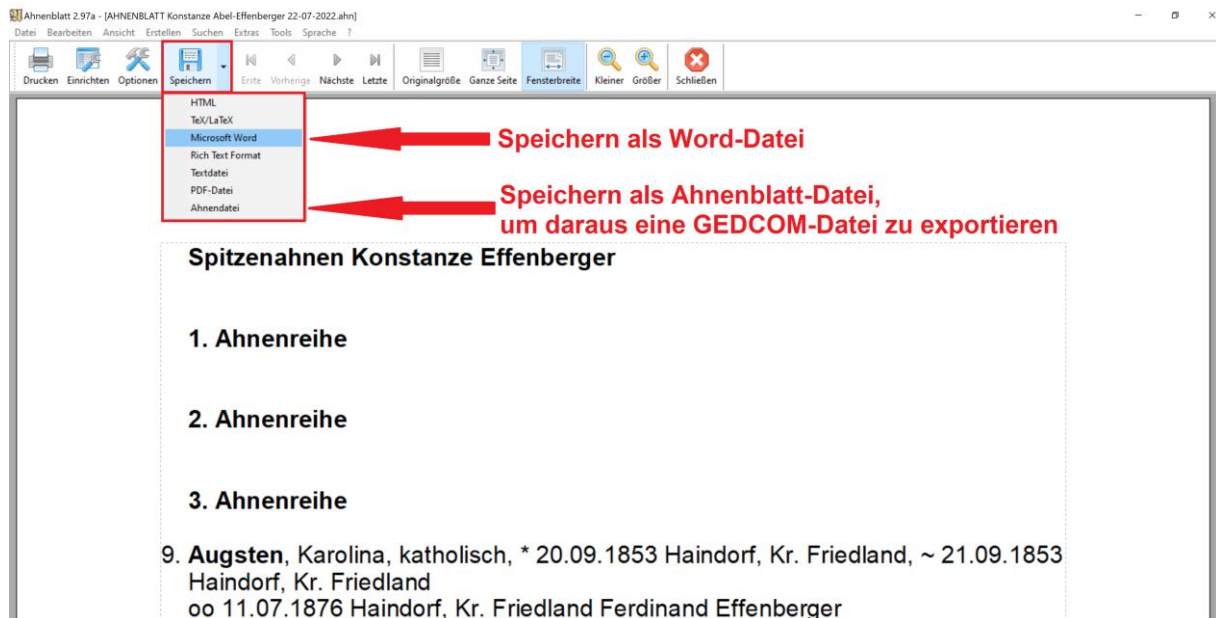 Ahnenblatt 2.97a - [AHNENBLATT Konstanze Abel-Effenberger 22-07-2022.ahn]
Datei Bearbeiten Ansicht Erstellen Suchen Extras Tools Sprache ?
Drucken Einrichten Optionen Speichern Erste Vorherige Nächste Letzte Originalgröße Ganze Seite Fensterbreite Kleiner Größer Schließen
HTML
TeX/LaTeX
Microsoft Word
Rich Text Format
Textdatei
PDF-Datei
Ahnendatei
Speichern als Word-Datei
Speichern als Ahnenblatt-Datei,
um daraus eine GEDCOM-Datei zu exportieren
Spitzenahnen Konstanze Effenberger
1. Ahnenreihe
2. Ahnenreihe
3. Ahnenreihe
9. Augsten, Karolina, katholisch, * 20.09.1853 Haindorf, Kr. Friedland, ~ 21.09.1853
Haindorf, Kr. Friedland
oo 11.07.1876 Haindorf, Kr. Friedland Ferdinand Effenberger